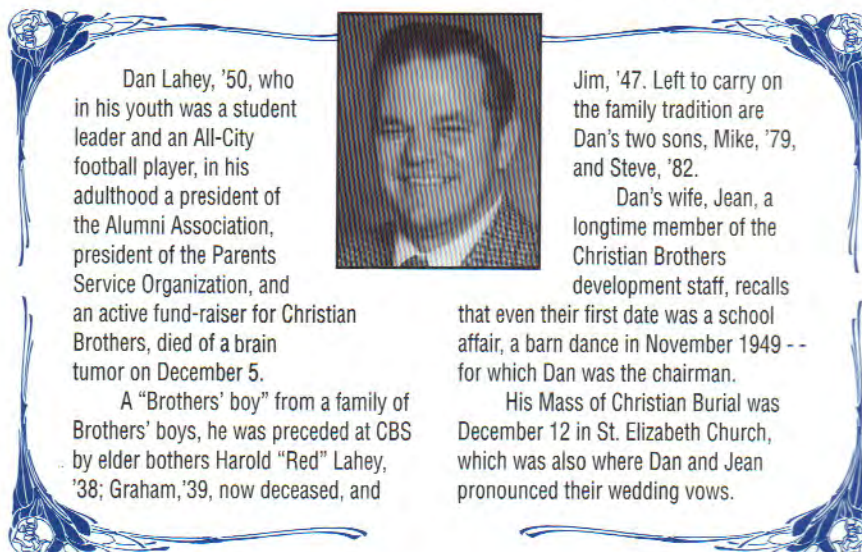 Dan Lahey, '50, who
in his youth was a student
leader and an All-City
football player, in his
adulthood a president of
the Alumni Association,
president of the Parents
Service Organization, and
an active fund-raiser for Christian
Brothers, died of a brain
tumor on December 5.
A “Brothers' boy” from a family of
Brothers' boys, he was preceded at CBS
by elder bothers Harold “Red” Lahey,
'38; Graham,'39, now deceased, and
Jim, '47. Left to carry on
the family tradition are
Dan's two sons, Mike, '79,
and Steve, '82.
Dan's wife, Jean, a
longtime member of the
Christian Brothers
development staff, recalls
that even their first date was a school
affair, a barn dance in November 1949 - -
for which Dan was the chairman.
His Mass of Christian Burial was
December 12 in St. Elizabeth Church,
which was also where Dan and Jean
pronounced their wedding vows.